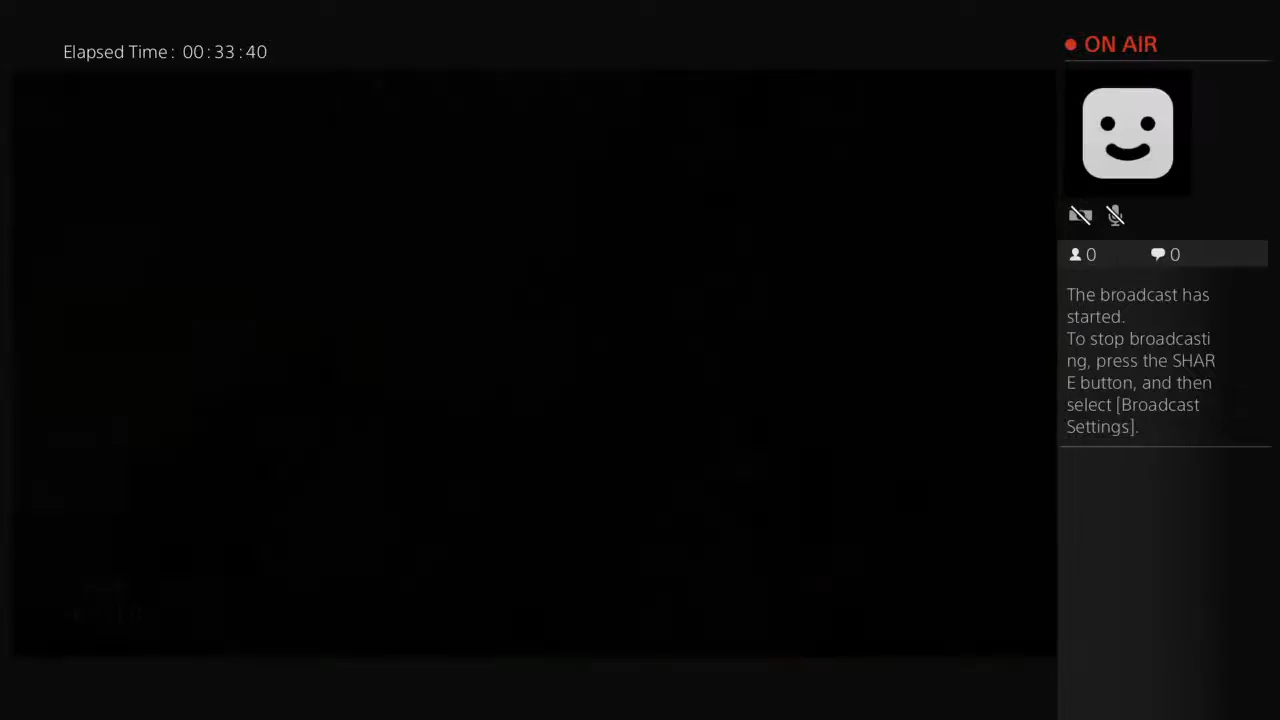 Elapsed Time: 00:33:40
ON AIR
0 0
The broadcast has
started.
To stop broadcasti
ng, press the SHAR
E button, and then
select [Broadcast
Settings].